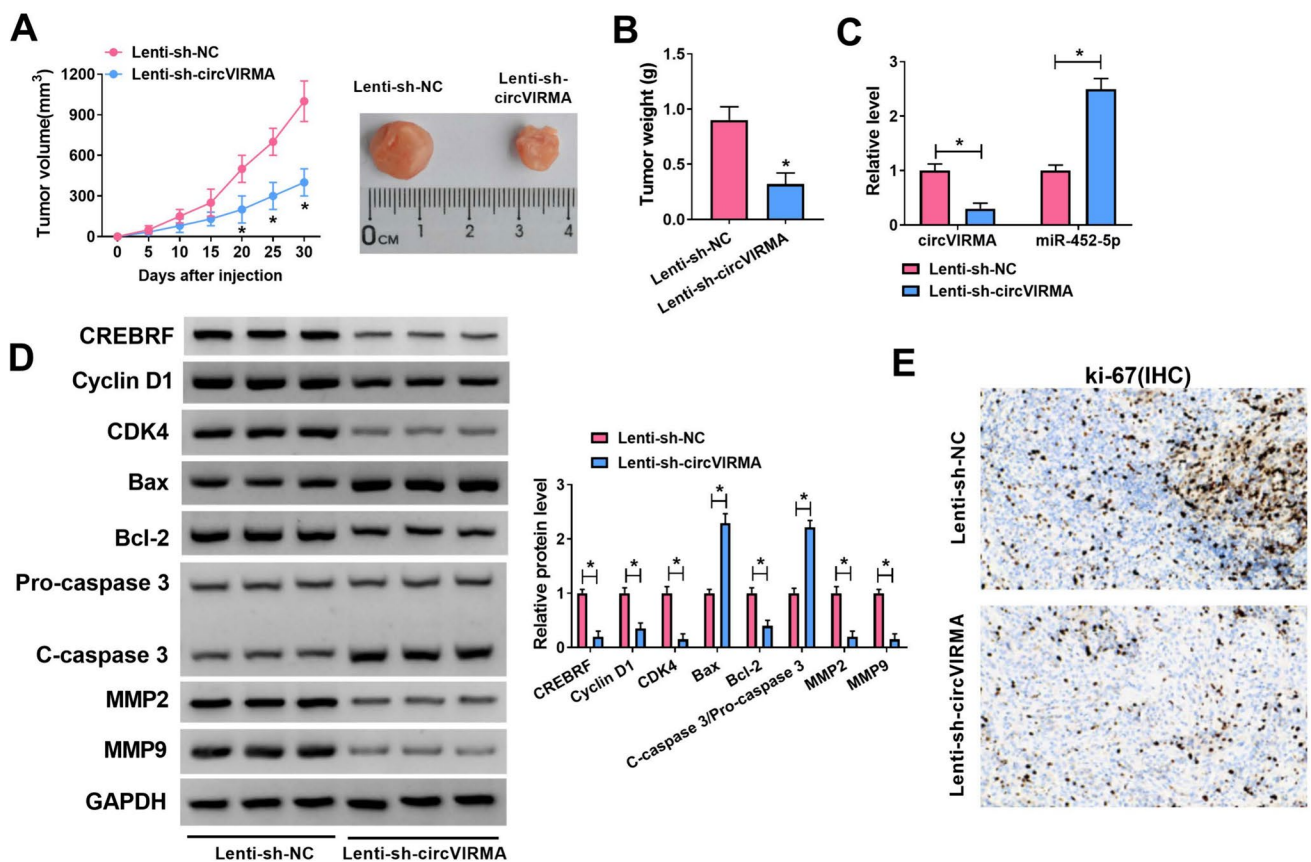 A
Lenti-sh-NC
Lenti-sh-circVIRMA
Tumor volume(mm³)
1200
900
600
300
0
* * *
0 5 10 15 20 25 30
Days after injection
Lenti-sh-NC
Lenti-sh-
circVIRMA
0CM 1 2 3 4
B
Tumor weight (g)
1.5
1.0
0.5
0.0
*
Lenti-sh-NC
Lenti-sh-circVIRMA
C
Relative level
3
2
1
0
*
*
circVIRMA miR-452-5p
Lenti-sh-NC
Lenti-sh-circVIRMA
D
CREBRF
Cyclin D1
CDK4
Bax
Bcl-2
Pro-caspase 3
C-caspase 3
MMP2
MMP9
GAPDH
Lenti-sh-NC Lenti-sh-circVIRMA
Lenti-sh-NC
Lenti-sh-circVIRMA
Relative protein level
3
2
1
0
* * * * * * * *
CREBRF
Cyclin D1
CDK4
Bax
Bcl-2
C-caspase 3/Pro-caspase 3
MMP2
MMP9
E
ki-67(IHC)
Lenti-sh-NC
Lenti-sh-circVIRMA